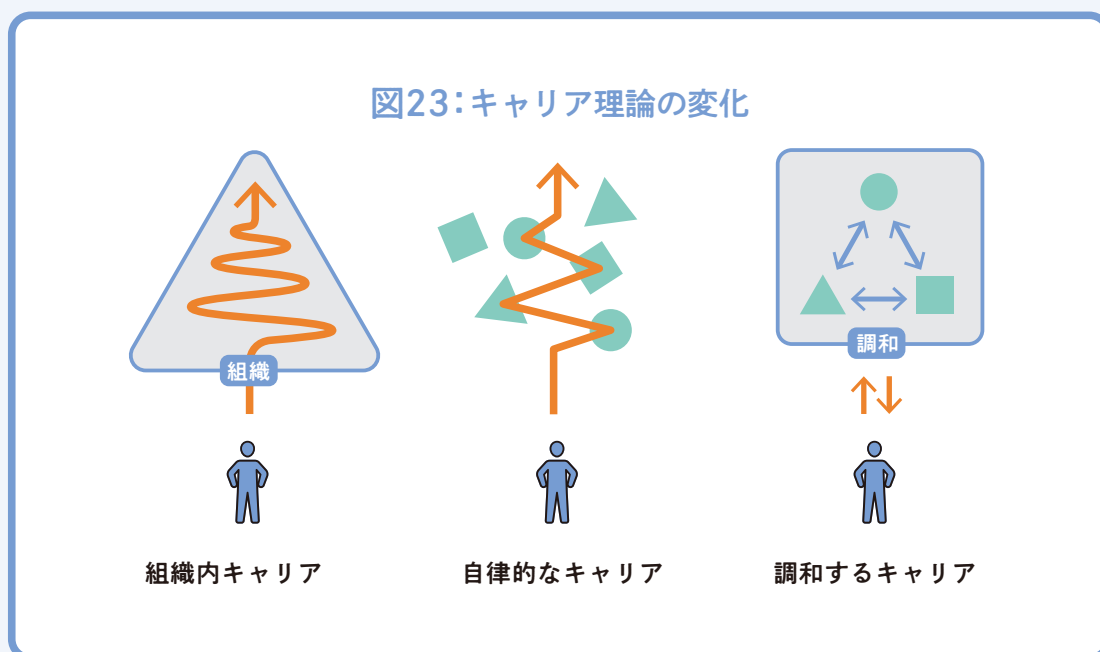 図23：キャリア理論の変化
組織
調和
組織内キャリア
自律的なキャリア
調和するキャリア